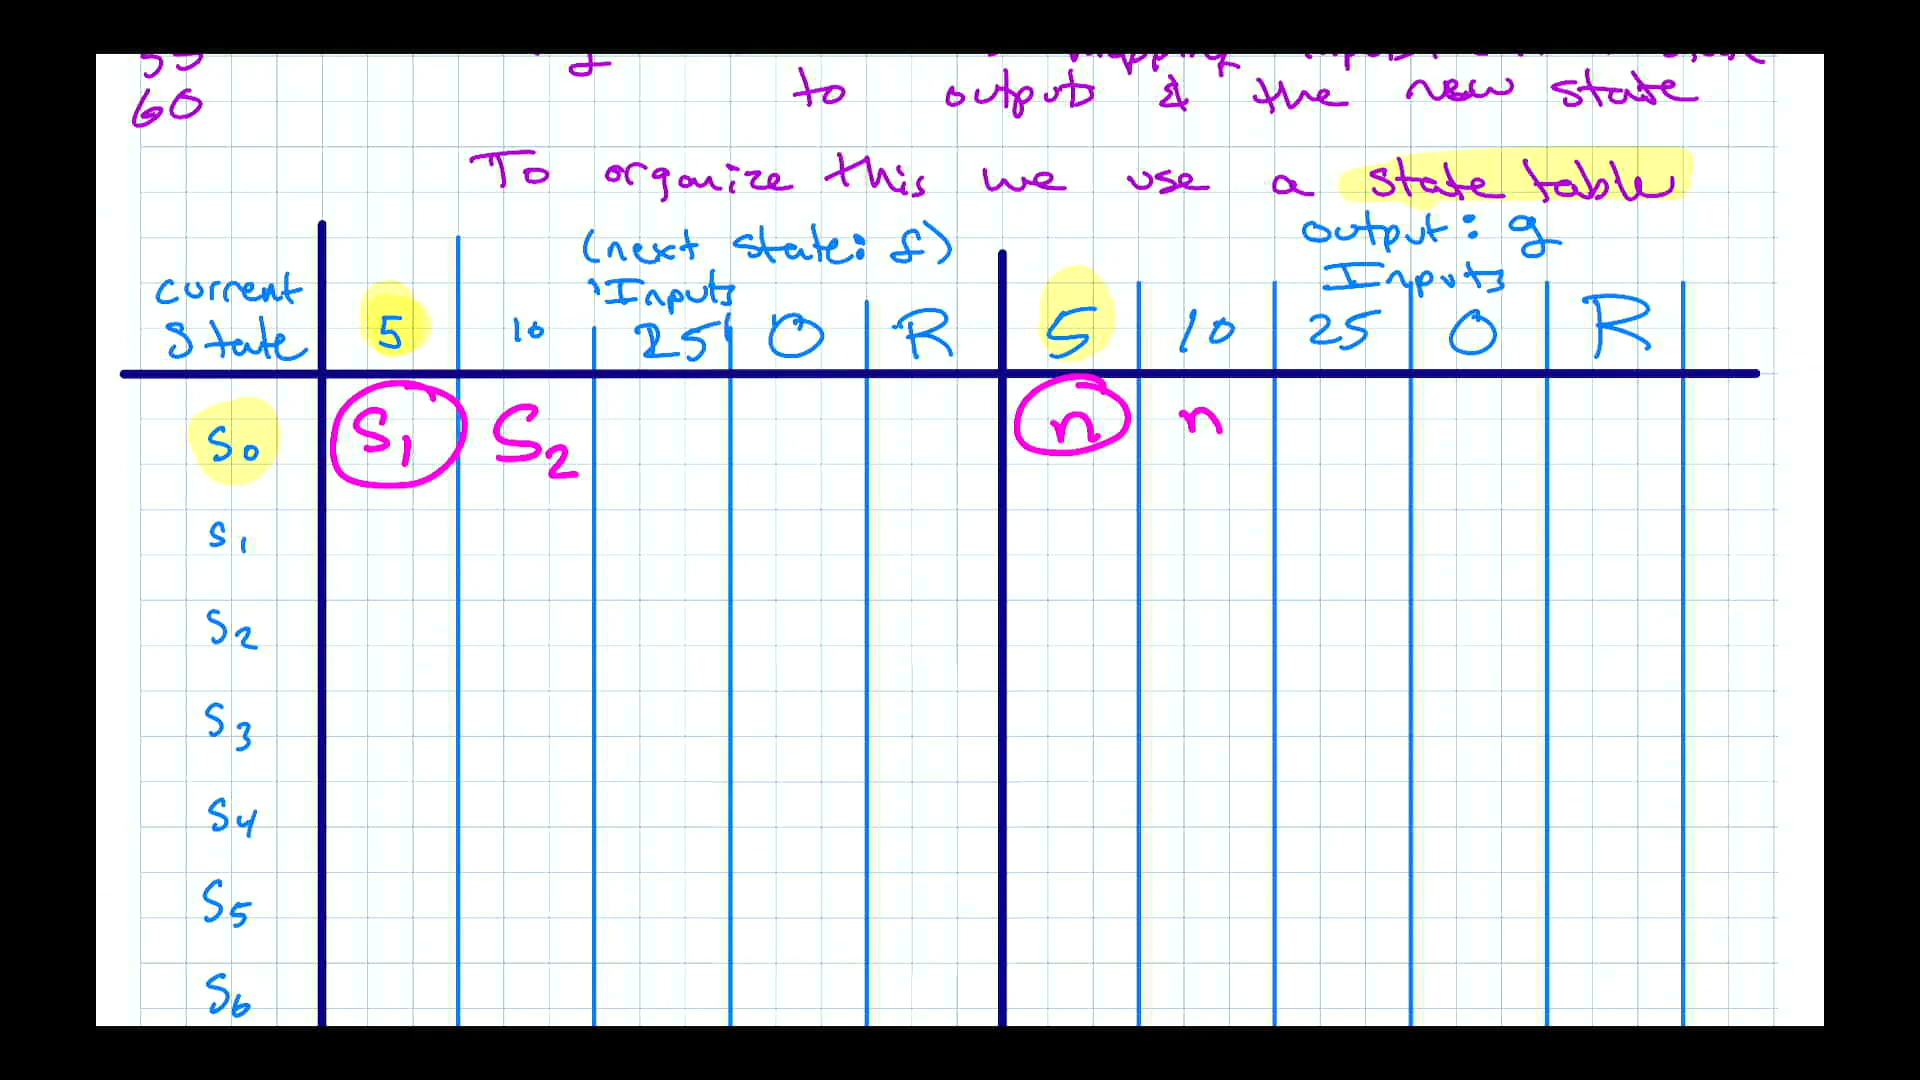 60
to outputs & the new state
To organize this we use a state table
(next state: f) output: g
current Inputs Inputs
State 5 10 25 O R 5 10 25 O R
S0 S1 S2 n n
S1
S2
S3
S4
S5
S6